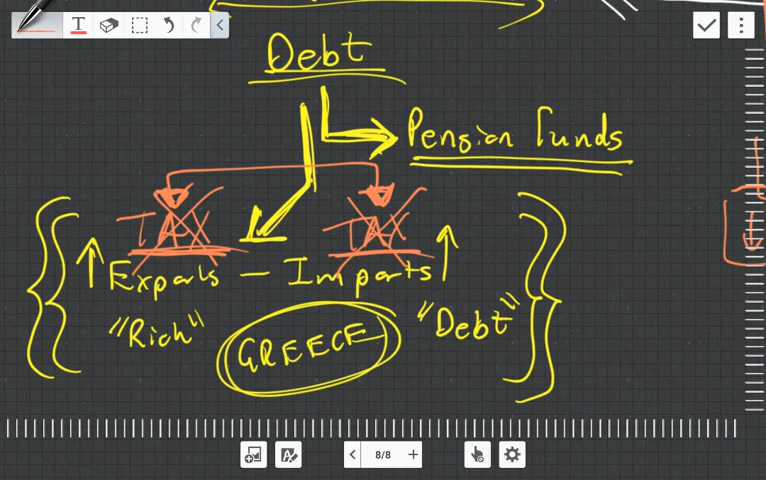 T
Debt
Pension Funds
TAX TAX
Exports – Imports
"Rich" GREECE "Debt"
8/8